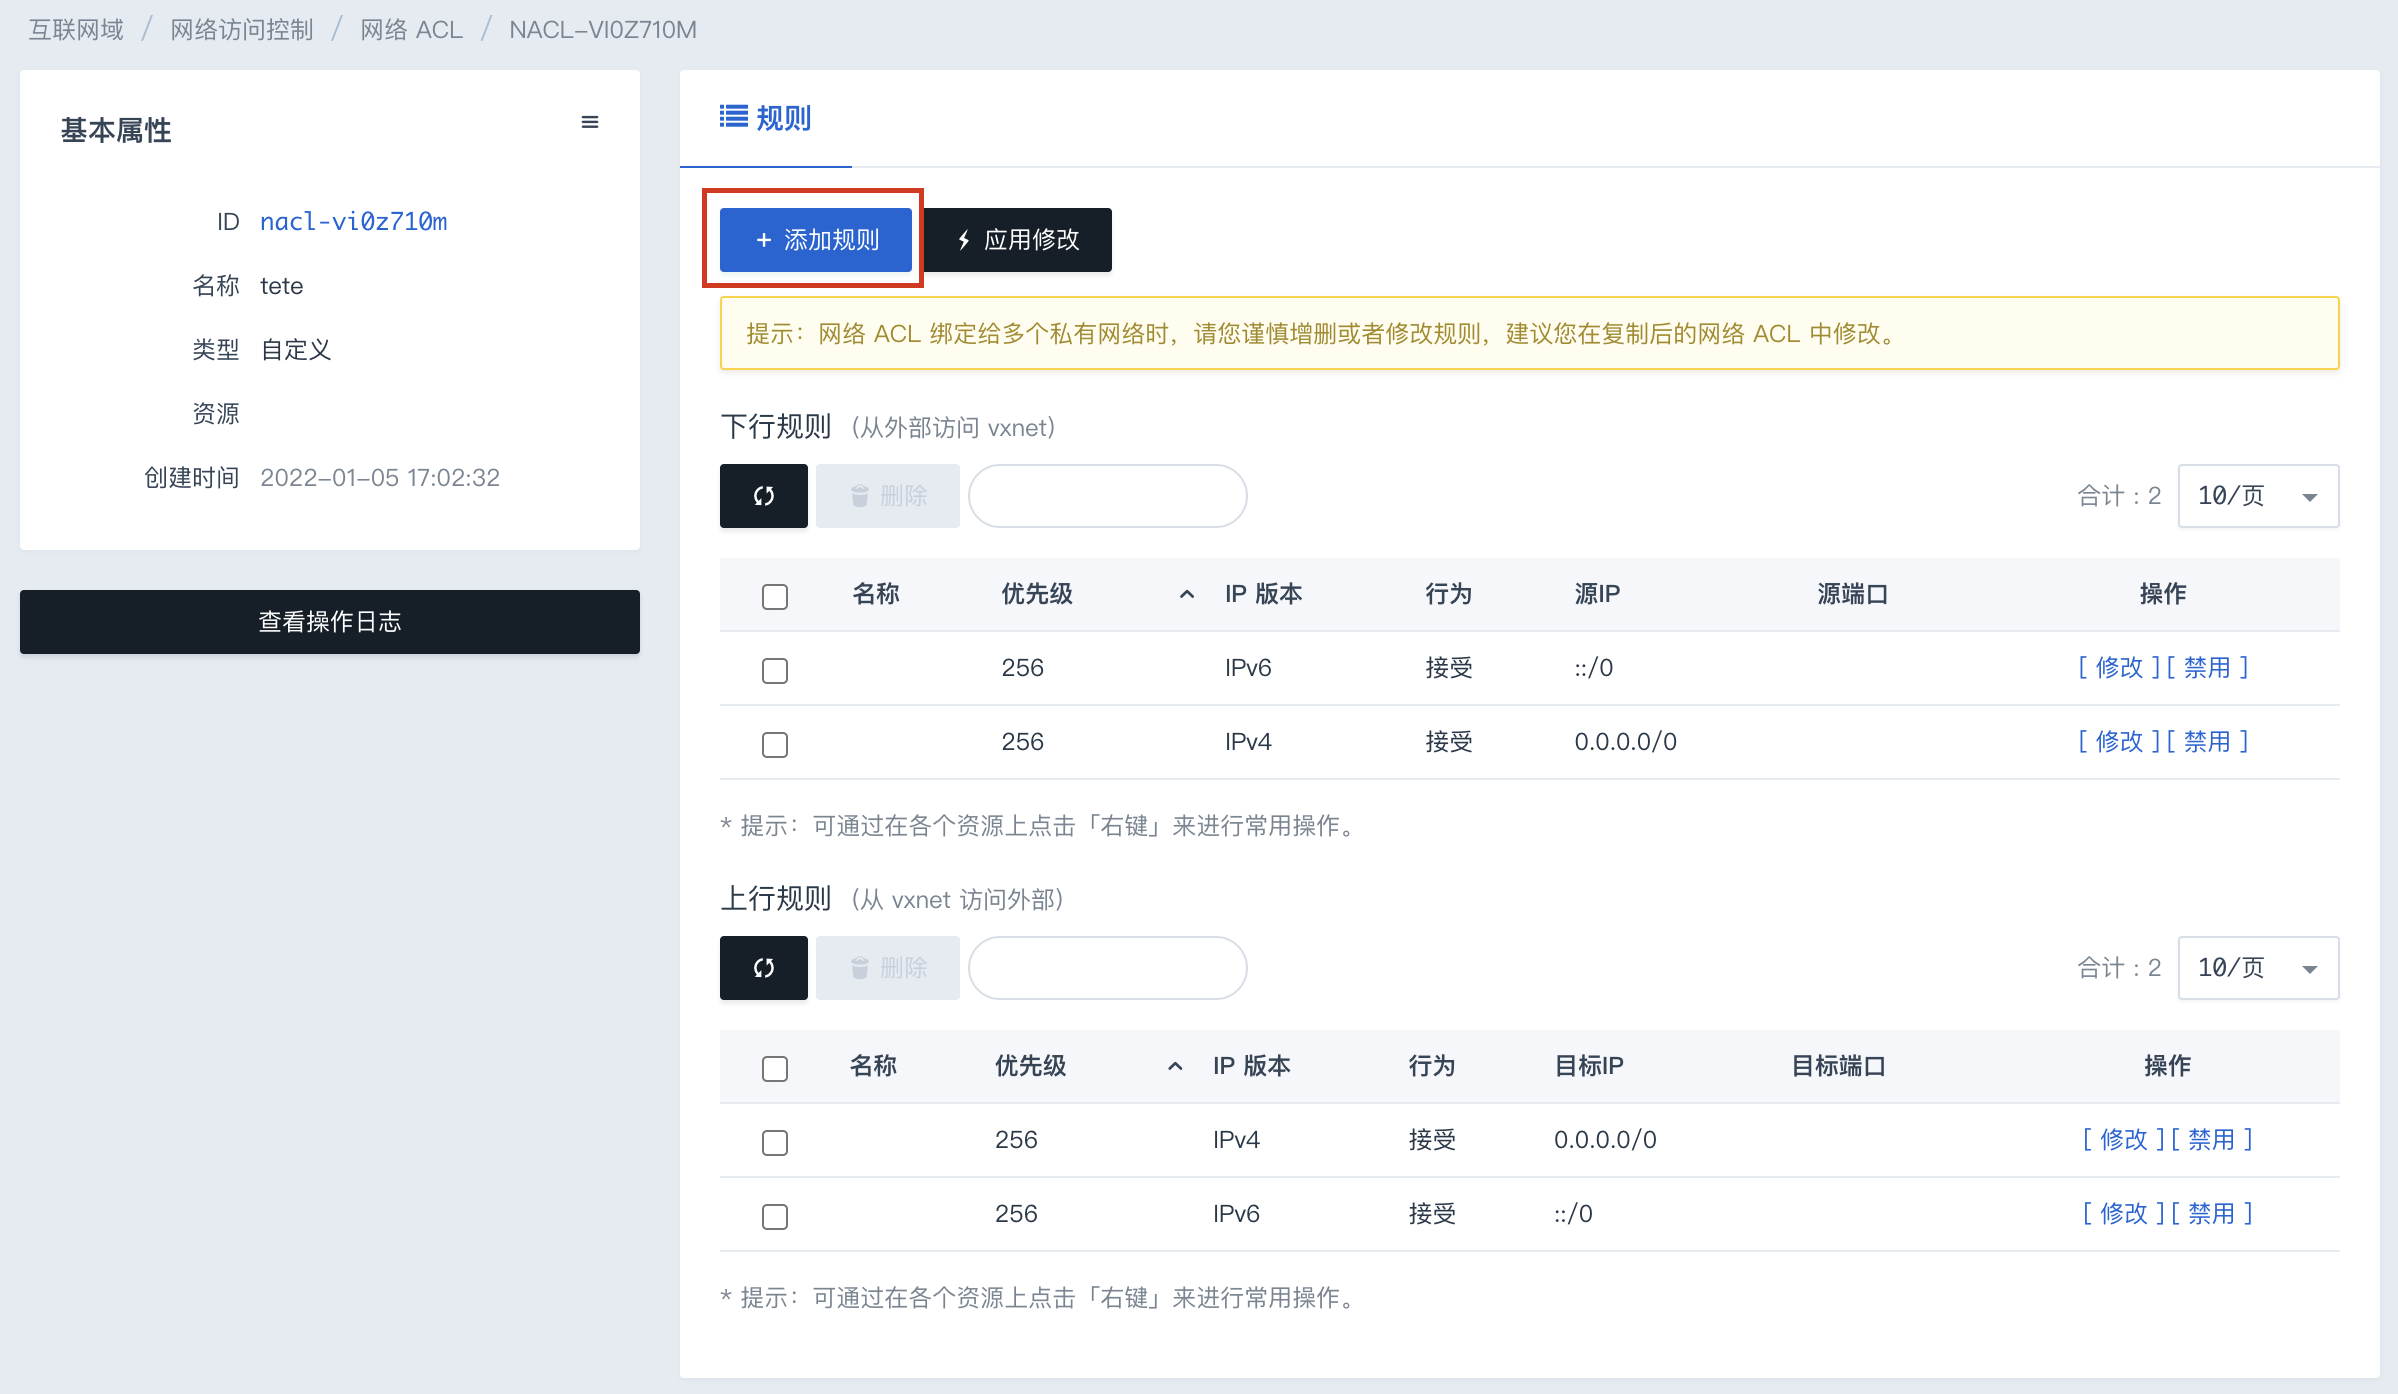 互联网域 / 网络访问控制 / 网络 ACL / NACL-VI0Z710M
基本属性
ID nacl-vi0z710m
名称 tete
类型 自定义
资源
创建时间 2022-01-05 17:02:32
查看操作日志
规则
+ 添加规则 应用修改
提示：网络 ACL 绑定给多个私有网络时，请您谨慎增删或者修改规则，建议您在复制后的网络 ACL 中修改。
下行规则 (从外部访问 vxnet)
删除 合计 : 2 10/页
名称 优先级 IP 版本 行为 源IP 源端口 操作
256 IPv6 接受 ::/0 [ 修改 ][ 禁用 ]
256 IPv4 接受 0.0.0.0/0 [ 修改 ][ 禁用 ]
* 提示：可通过在各个资源上点击「右键」来进行常用操作。
上行规则 (从 vxnet 访问外部)
删除 合计 : 2 10/页
名称 优先级 IP 版本 行为 目标IP 目标端口 操作
256 IPv4 接受 0.0.0.0/0 [ 修改 ][ 禁用 ]
256 IPv6 接受 ::/0 [ 修改 ][ 禁用 ]
* 提示：可通过在各个资源上点击「右键」来进行常用操作。